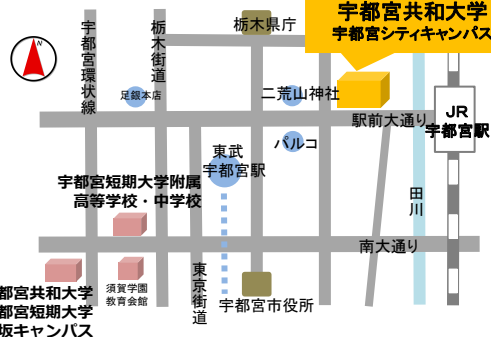 宇都宮共和大学
宇都宮シティキャンパス
栃木県庁
宇都宮環状線
栃木街道
N
足銀本店
二荒山神社
駅前大通り
JR
宇都宮駅
パルコ
東武
宇都宮駅
宇都宮短期大学附属
高等学校・中学校
田川
南大通り
須賀学園
教育会館
東京街道
宇都宮市役所
都宮共和大学
都宮短期大学
坂キャンパス